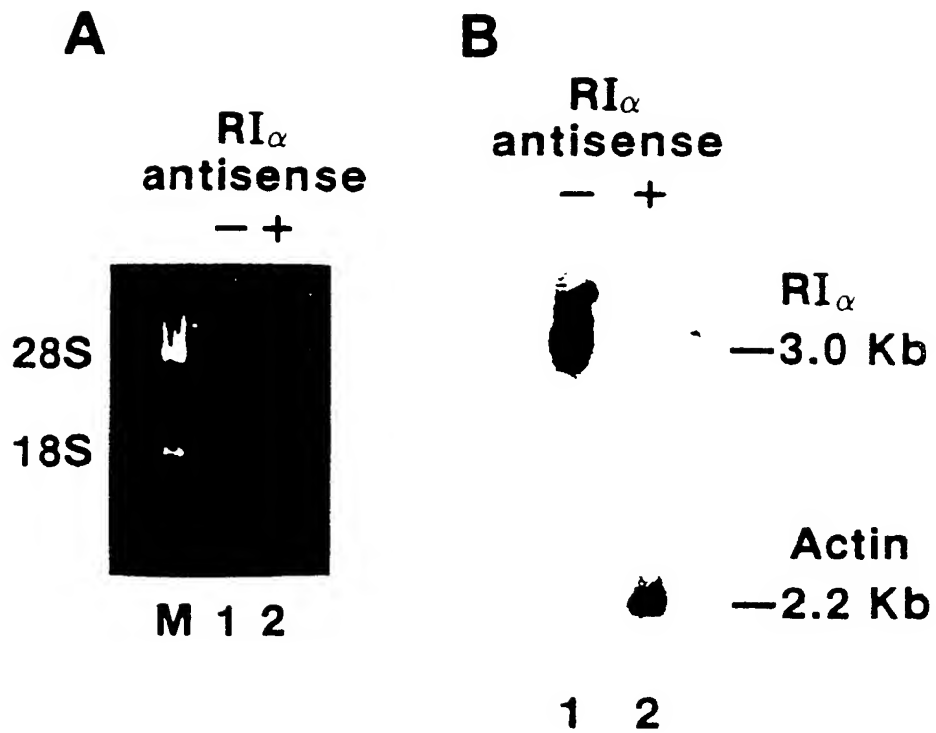 A
RIα
antisense
− +
28S
18S
M 1 2
B
RIα
antisense
− +
RIα
—3.0 Kb
Actin
—2.2 Kb
1 2